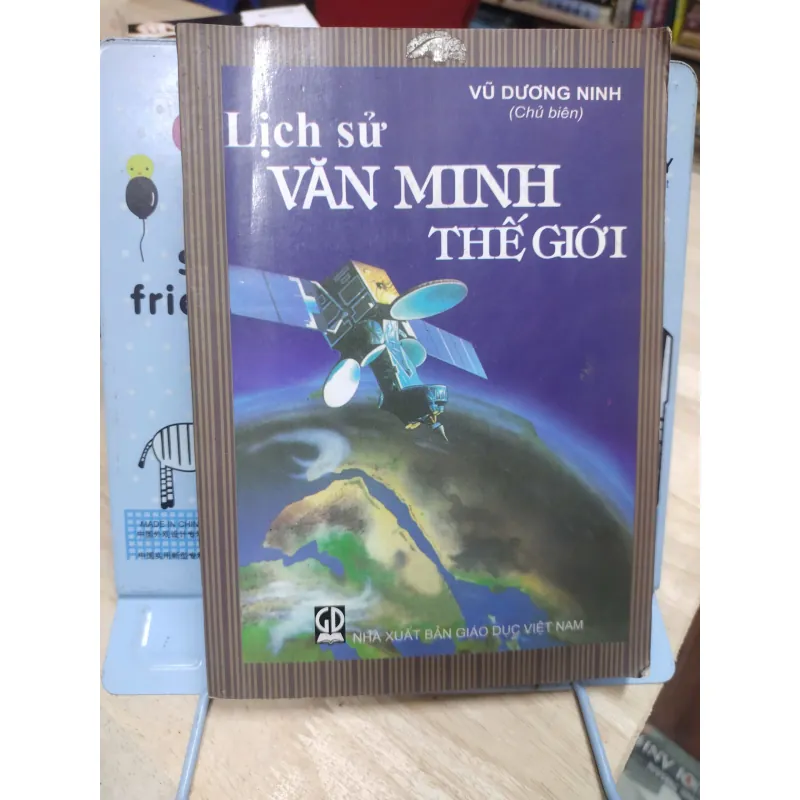 VŨ DƯƠNG NINH
(Chủ biên)
Lịch sử
VĂN MINH
THẾ GIỚI
GD
NHÀ XUẤT BẢN GIÁO DỤC VIỆT NAM
MADE IN CHINA